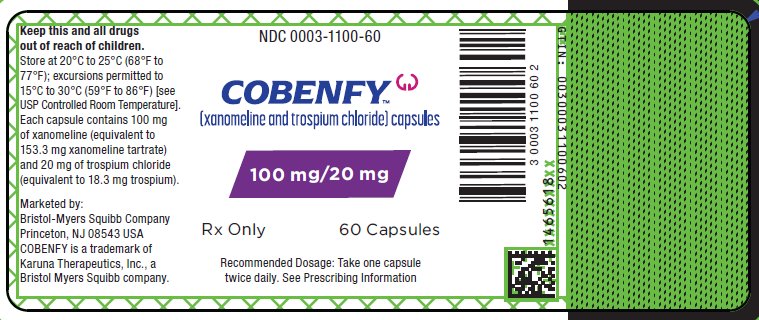 Keep this and all drugs
out of reach of children.
Store at 20°C to 25°C (68°F to
77°F); excursions permitted to
15°C to 30°C (59°F to 86°F) [see
USP Controlled Room Temperature].
Each capsule contains 100 mg
of xanomeline (equivalent to
153.3 mg xanomeline tartrate)
and 20 mg of trospium chloride
(equivalent to 18.3 mg trospium).
Marketed by:
Bristol-Myers Squibb Company
Princeton, NJ 08543 USA
COBENFY is a trademark of
Karuna Therapeutics, Inc., a
Bristol Myers Squibb company.
NDC 0003-1100-60
COBENFY™
(xanomeline and trospium chloride) capsules
100 mg/20 mg
Rx Only 60 Capsules
Recommended Dosage: Take one capsule
twice daily. See Prescribing Information
3 0003 1100 60 2
1465618
GTIN: 00300031100602